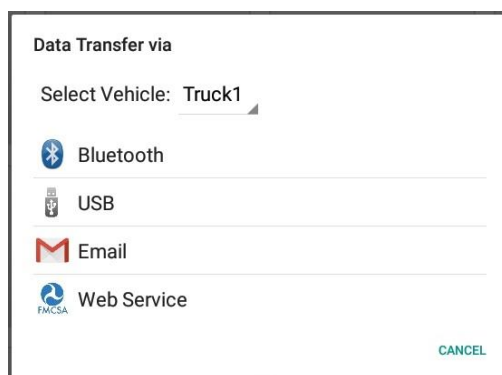 Data Transfer via
Select Vehicle: Truck1
Bluetooth
USB
Email
Web Service
FMCSA
CANCEL